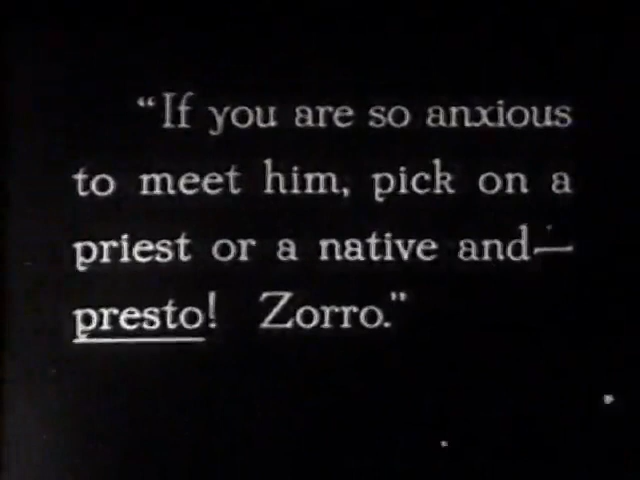 “If you are so anxious
to meet him, pick on a
priest or a native and—
presto!  Zorro.”